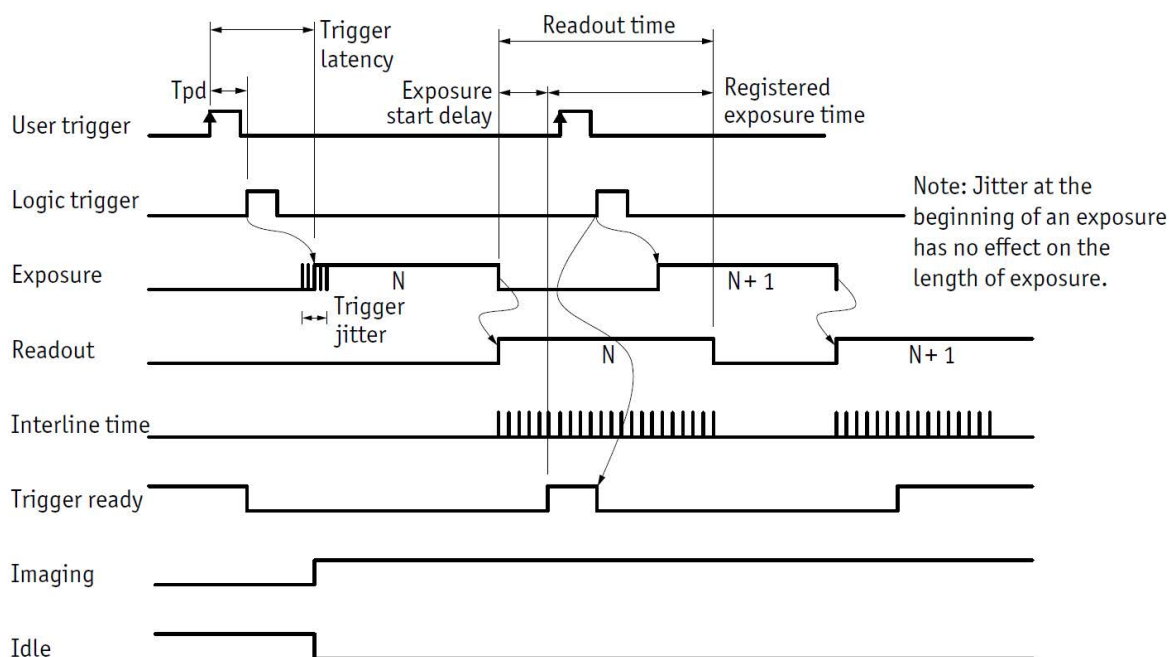 Trigger
latency
Readout time
Tpd
Exposure
start delay
Registered
exposure time
User trigger
Logic trigger
Note: Jitter at the
beginning of an exposure
has no effect on the
length of exposure.
Exposure
N
N + 1
Trigger
jitter
Readout
N
N + 1
Interline time
Trigger ready
Imaging
Idle